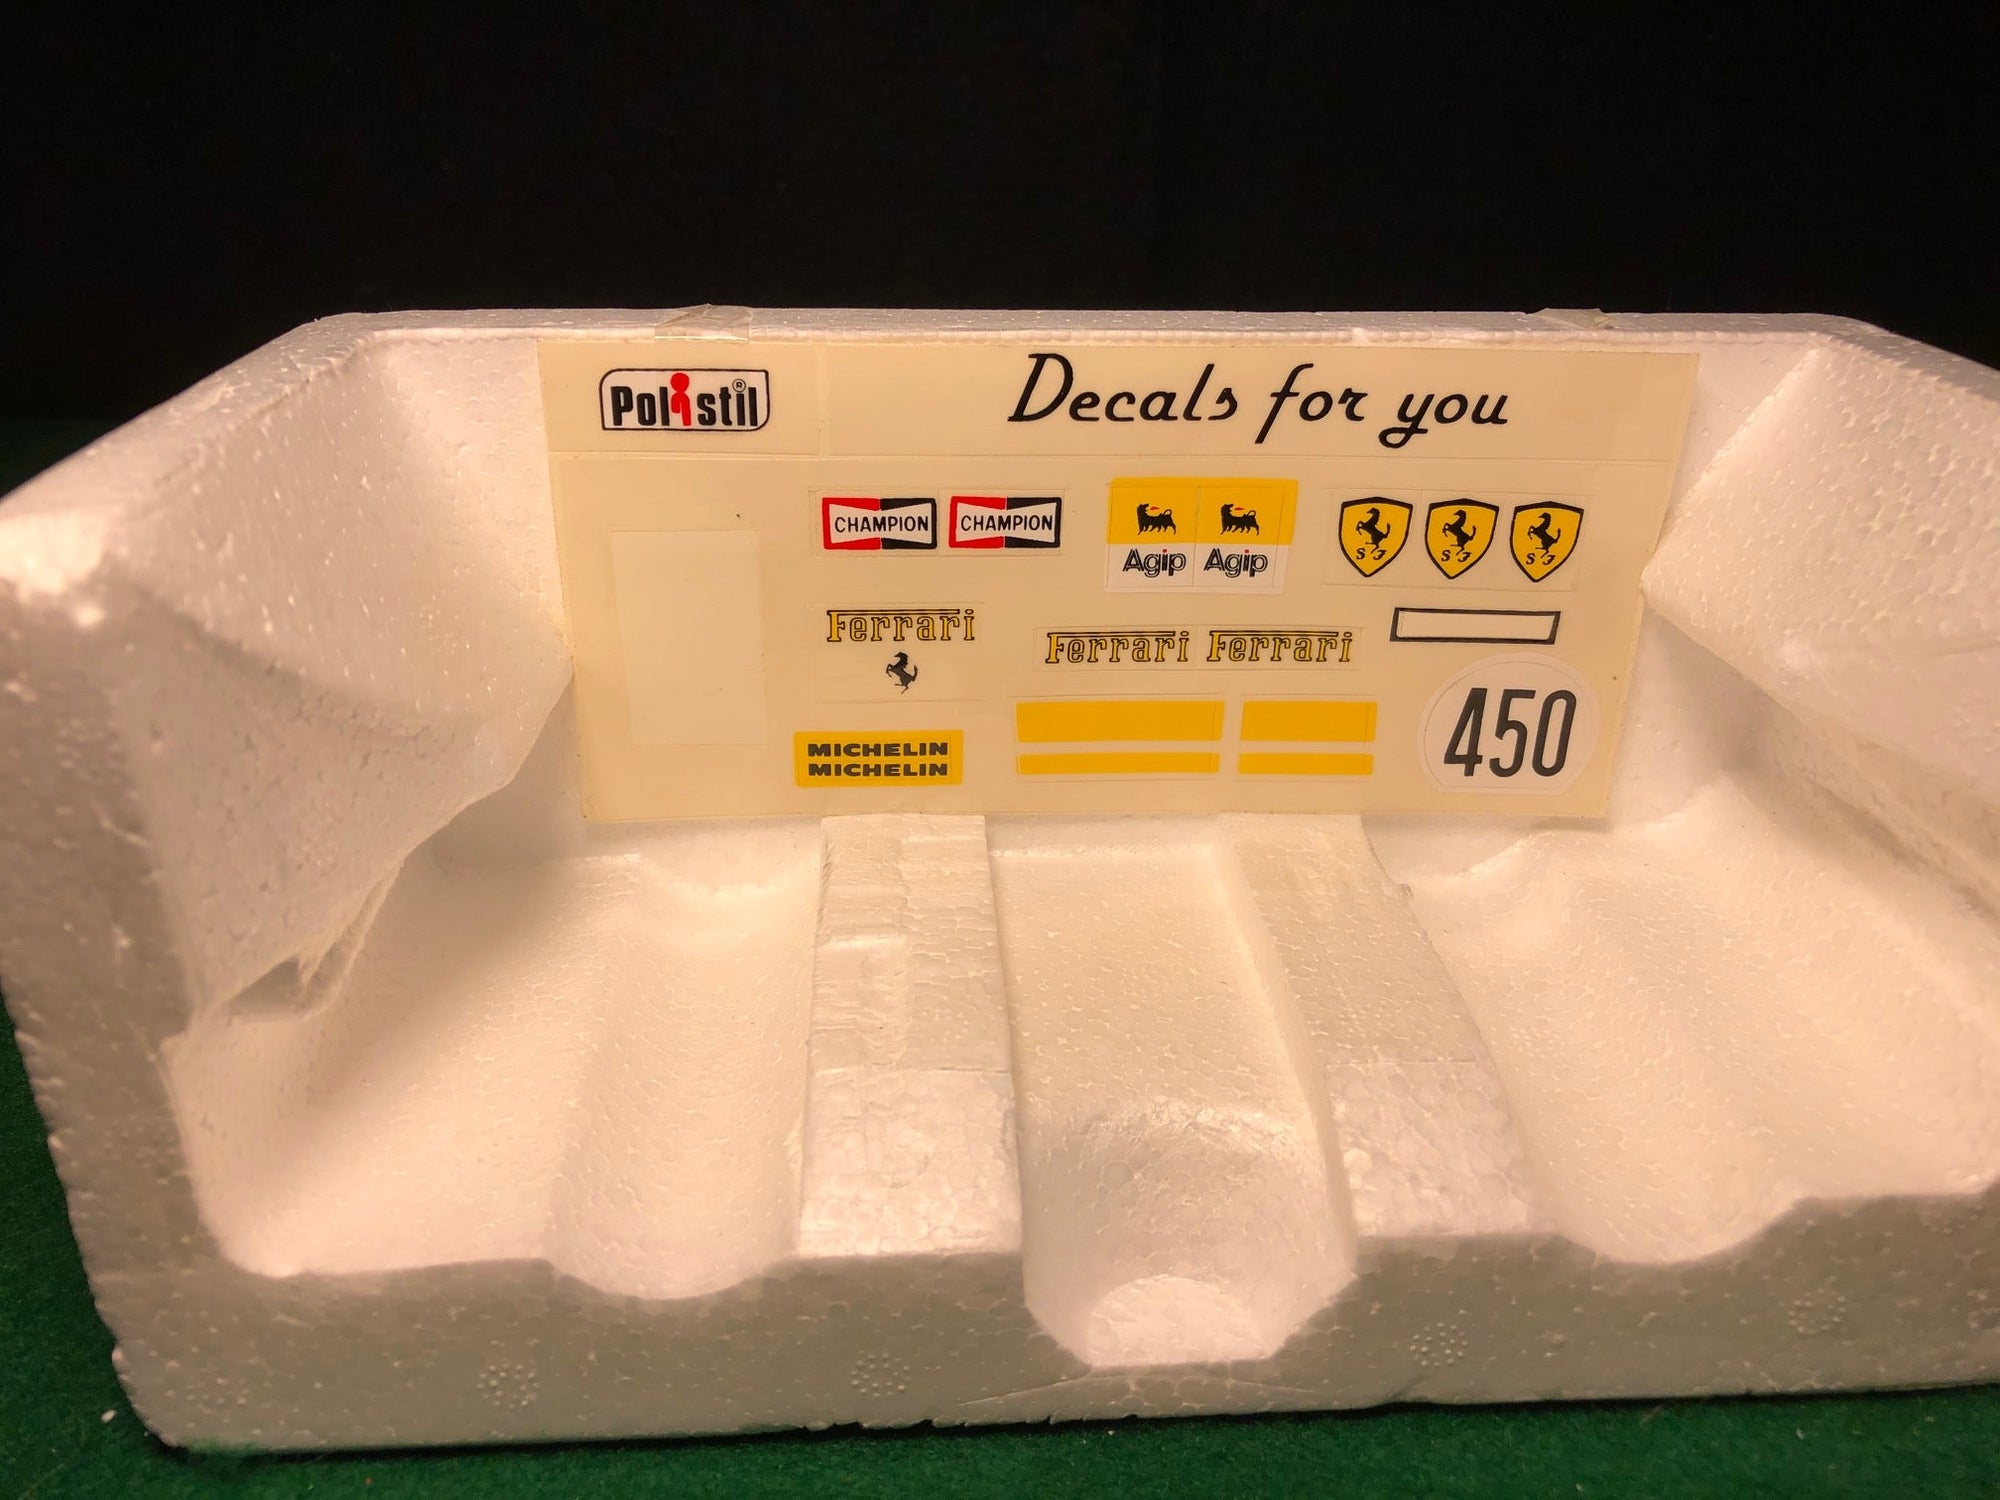 Polistil ®
Decals for you
CHAMPION CHAMPION
Agip Agip
S F S F S F
Ferrari
Ferrari Ferrari
MICHELIN
MICHELIN
450